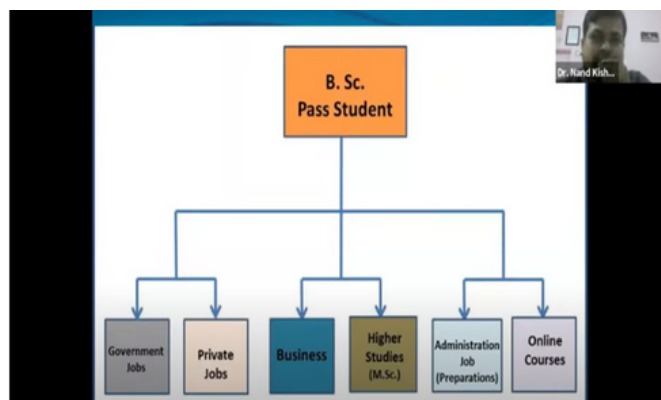 Dr. Nand Kish...
B. Sc.
Pass Student
Government
Jobs
Private
Jobs
Business
Higher
Studies
(M.Sc.)
Administration
Job
(Preparations)
Online
Courses